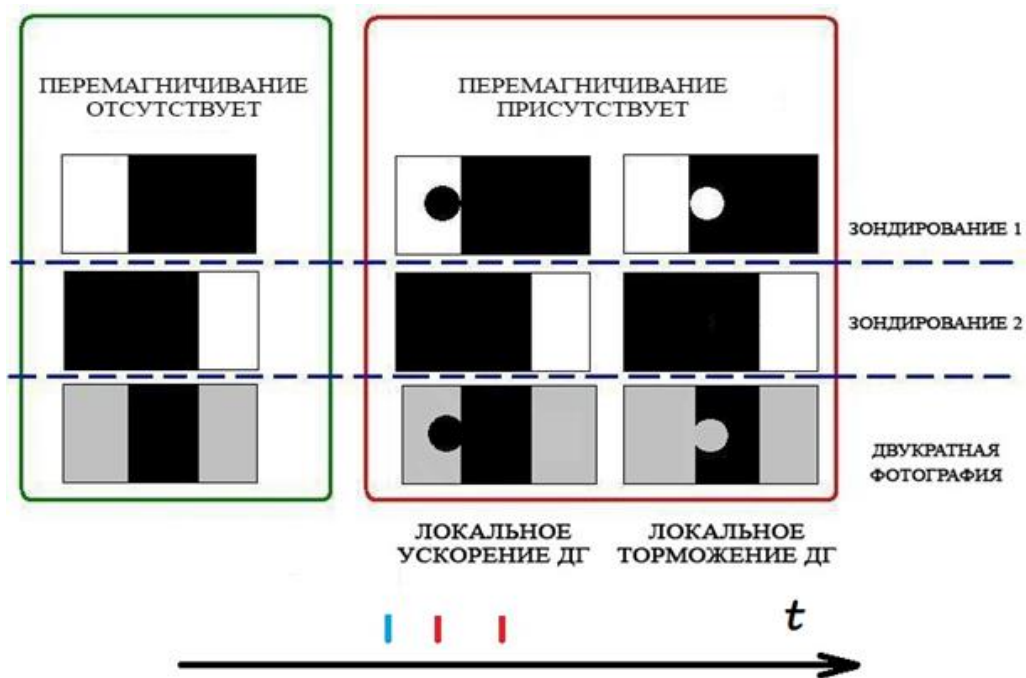 ПЕРЕМАГНИЧИВАНИЕ
ОТСУТСТВУЕТ
ПЕРЕМАГНИЧИВАНИЕ
ПРИСУТСТВУЕТ
ЗОНДИРОВАНИЕ 1
ЗОНДИРОВАНИЕ 2
ДВУКРАТНАЯ
ФОТОГРАФИЯ
ЛОКАЛЬНОЕ
УСКОРЕНИЕ ДГ
ЛОКАЛЬНОЕ
ТОРМОЖЕНИЕ ДГ
t